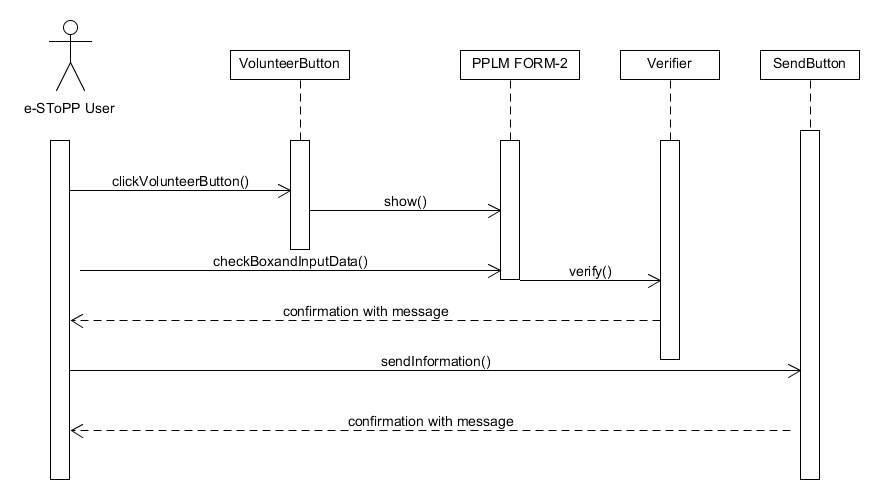 VolunteerButton
PPLM FORM-2
Verifier
SendButton
e-SToPP User
clickVolunteerButton()
show()
checkBoxandInputData()
verify()
confirmation with message
sendInformation()
confirmation with message